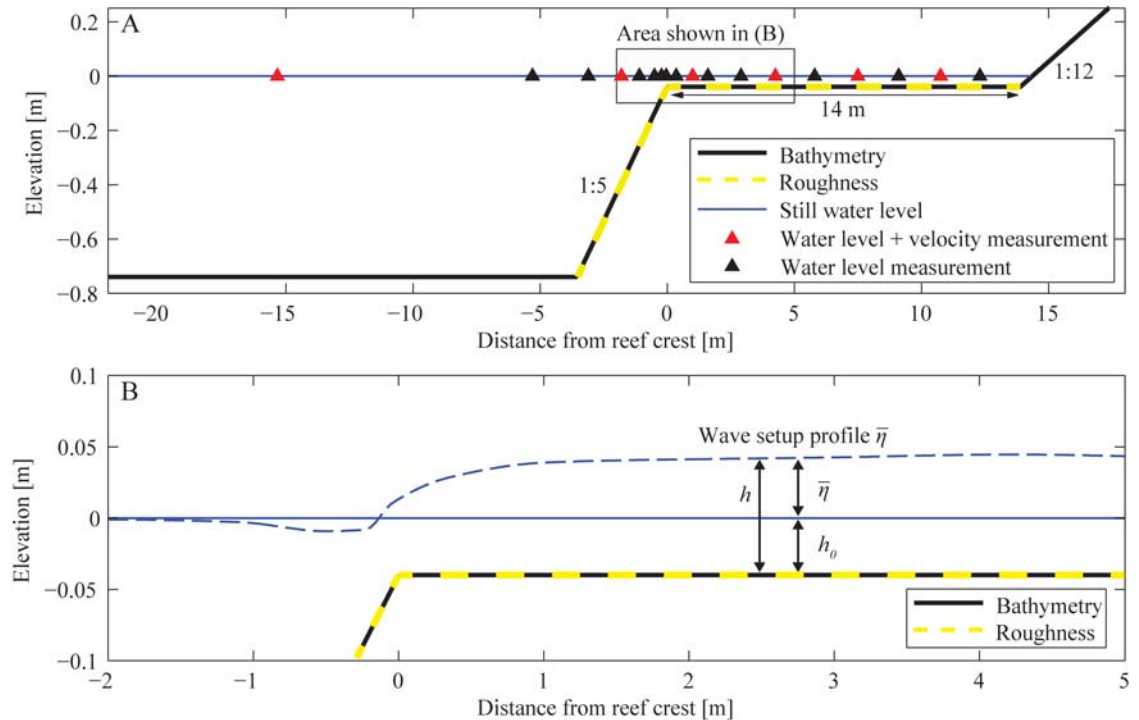 A
Area shown in (B)
1:12
14 m
1:5
Bathymetry
Roughness
Still water level
Water level + velocity measurement
Water level measurement
Elevation [m]
0.2
0
−0.2
−0.4
−0.6
−0.8
−20 −15 −10 −5 0 5 10 15
Distance from reef crest [m]
B
Wave setup profile η̅
h
η̅
h₀
Bathymetry
Roughness
Elevation [m]
0.1
0.05
0
−0.05
−0.1
−2 −1 0 1 2 3 4 5
Distance from reef crest [m]